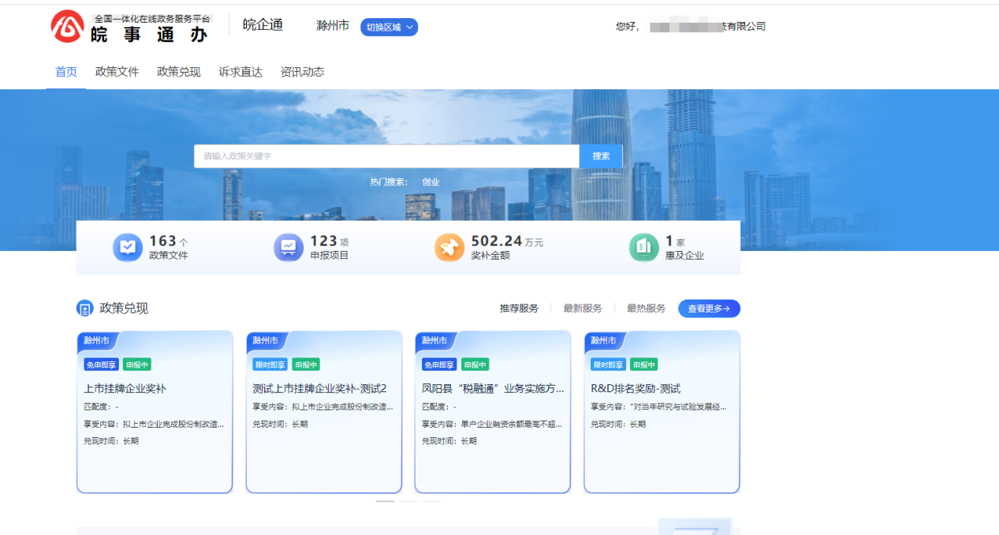 全国一体化在线政务服务平台
皖事通办
皖企通
滁州市
切换区域
您好，
有限公司
首页 政策文件 政策兑现 诉求直达 资讯动态
请输入政策关键字
搜索
热门搜索： 创业
163个
政策文件
123项
申报项目
502.24万元
奖补金额
1家
惠及企业
政策兑现
推荐服务 最新服务 最热服务 查看更多→
滁州市
免申即享 申报中
上市挂牌企业奖补
匹配度：-
享受内容：拟上市企业完成股份制改造...
兑现时间：长期
滁州市
限时即享 申报中
测试上市挂牌企业奖补-测试2
享受内容：拟上市企业完成股份制改造...
兑现时间：长期
滁州市
免申即享 申报中
凤阳县“税融通”业务实施方...
匹配度：-
享受内容：单户企业融资余额最高不超...
兑现时间：长期
滁州市
限时即享 申报中
R&D排名奖励-测试
享受内容：“对当年研究与试验发展经...
兑现时间：长期